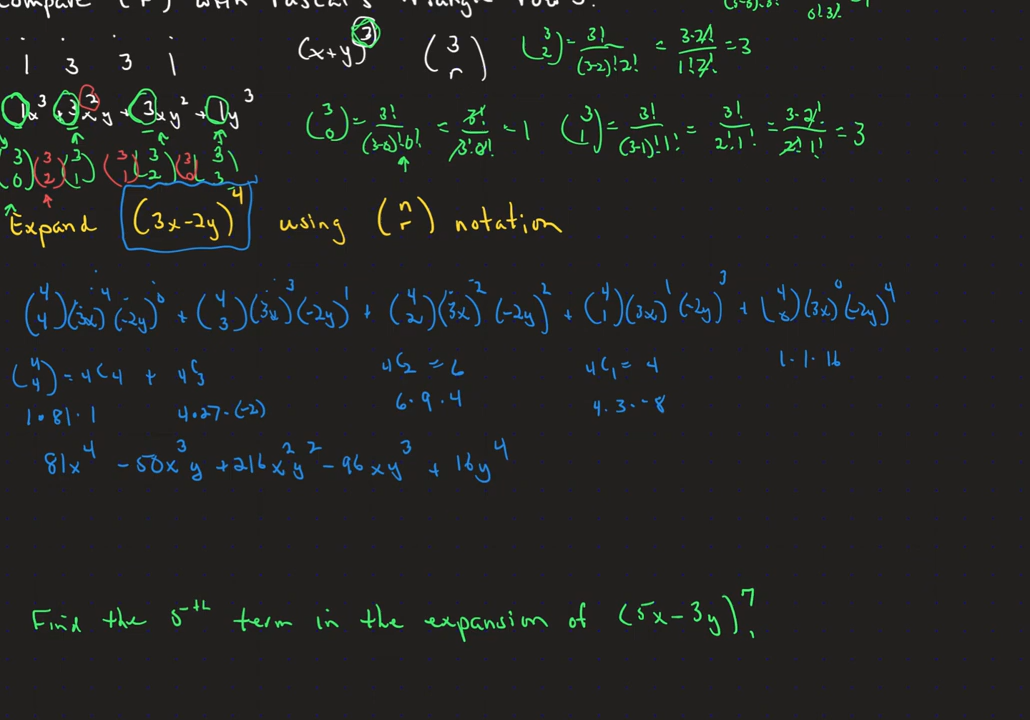 Compare (r) with Pascal's Triangle rows.
1 3 3 1
(x+y)^3 (3 r) (3 2) = 3!/(3-2)!2! = 3·2!/1!2! = 3
1x^3 + 3x^2y + 3xy^2 + 1y^3
(3 0) = 3!/(3-0)!0! = 3!/3!0! = 1 (3 1) = 3!/(3-1)!1! = 3!/2!1! = 3·2!/2!1! = 3
(3 0) (3 2) (3 1) (3 1) (3 2) (3 0) (3 3)
Expand (3x-2y)^4 using (n r) notation
(4 4)(3x)^4(-2y)^0 + (4 3)(3x)^3(-2y)^1 + (4 2)(3x)^2(-2y)^2 + (4 1)(3x)^1(-2y)^3 + (4 0)(3x)^0(-2y)^4
(4 4) = 4C4 + 4C3 4C2 = 6 4C1 = 4 1·1·16
1·81·1 4·27·(-2) 6·9·4 4·3·-8
81x^4 - 58x^3y + 216x^2y^2 - 96xy^3 + 16y^4
Find the 5th term in the expansion of (5x-3y)^7.